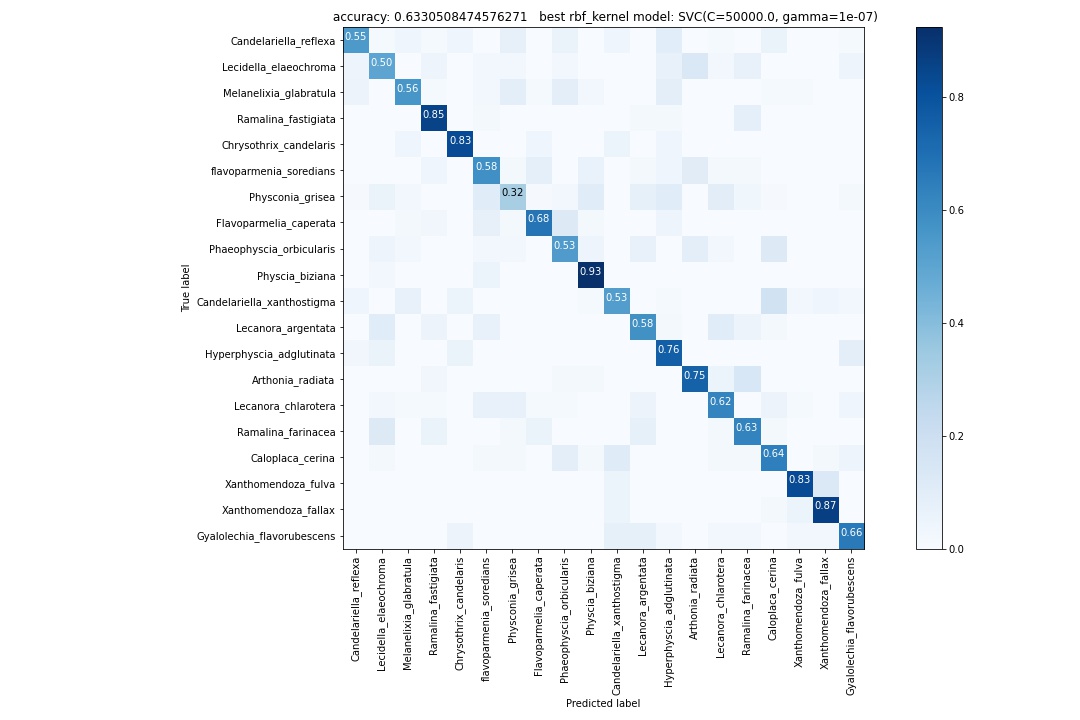 accuracy: 0.6330508474576271   best rbf_kernel model: SVC(C=50000.0, gamma=1e-07)
True label
Candelariella_reflexa
Lecidella_elaeochroma
Melanelixia_glabratula
Ramalina_fastigiata
Chrysothrix_candelaris
flavoparmenia_soredians
Physconia_grisea
Flavoparmelia_caperata
Phaeophyscia_orbicularis
Physcia_biziana
Candelariella_xanthostigma
Lecanora_argentata
Hyperphyscia_adglutinata
Arthonia_radiata
Lecanora_chlarotera
Ramalina_farinacea
Caloplaca_cerina
Xanthomendoza_fulva
Xanthomendoza_fallax
Gyalolechia_flavorubescens
0.55
0.50
0.56
0.85
0.83
0.58
0.32
0.68
0.53
0.93
0.53
0.58
0.76
0.75
0.62
0.63
0.64
0.83
0.87
0.66
0.8
0.6
0.4
0.2
0.0
Candelariella_reflexa
Lecidella_elaeochroma
Melanelixia_glabratula
Ramalina_fastigiata
Chrysothrix_candelaris
flavoparmenia_soredians
Physconia_grisea
Flavoparmelia_caperata
Phaeophyscia_orbicularis
Physcia_biziana
Candelariella_xanthostigma
Lecanora_argentata
Hyperphyscia_adglutinata
Arthonia_radiata
Lecanora_chlarotera
Ramalina_farinacea
Caloplaca_cerina
Xanthomendoza_fulva
Xanthomendoza_fallax
Gyalolechia_flavorubescens
Predicted label